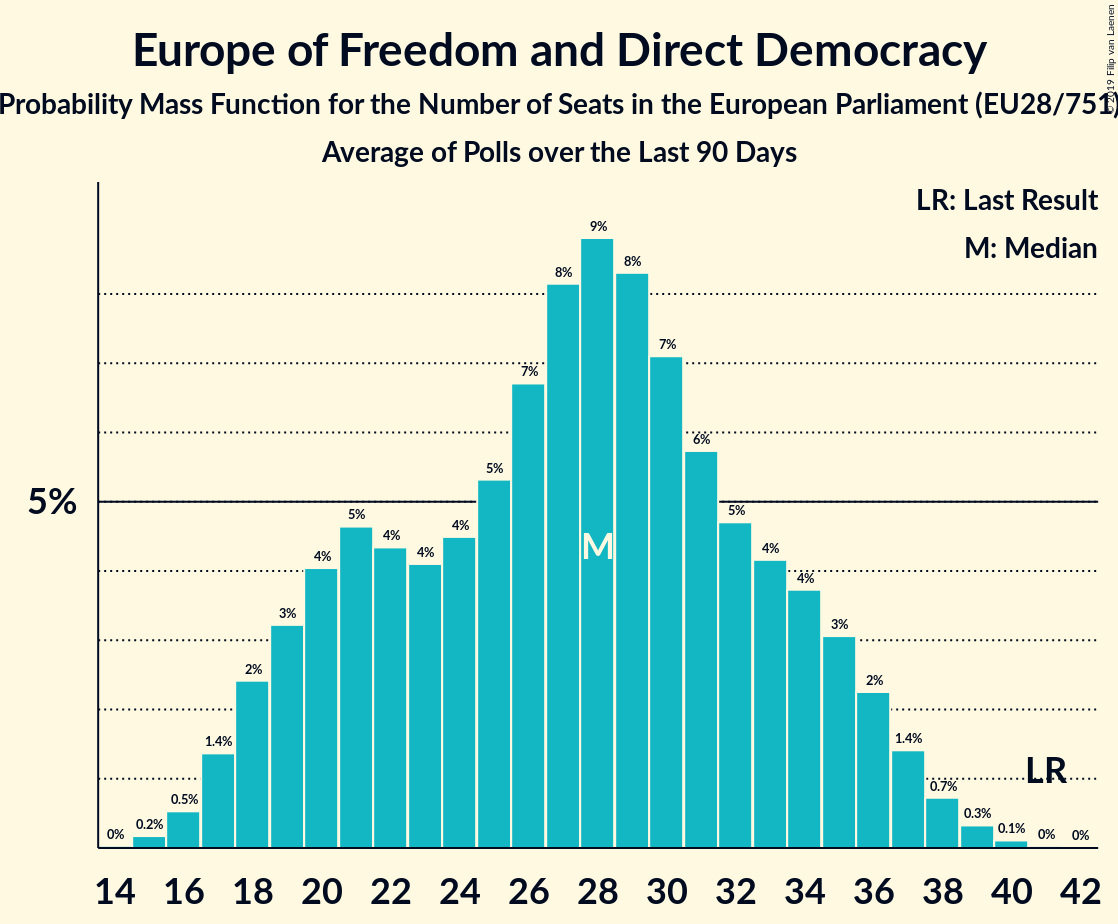 Europe of Freedom and Direct Democracy
Probability Mass Function for the Number of Seats in the European Parliament (EU28/751)
Average of Polls over the Last 90 Days
© 2019 Filip van Laenen
LR: Last Result
M: Median
5%
0% 0.2% 0.5% 1.4% 2% 3% 4% 5% 4% 4% 4% 5% 7% 8% 9% 8% 7% 6% 5% 4% 4% 3% 2% 1.4% 0.7% 0.3% 0.1% 0% 0%
M
LR
14 16 18 20 22 24 26 28 30 32 34 36 38 40 42